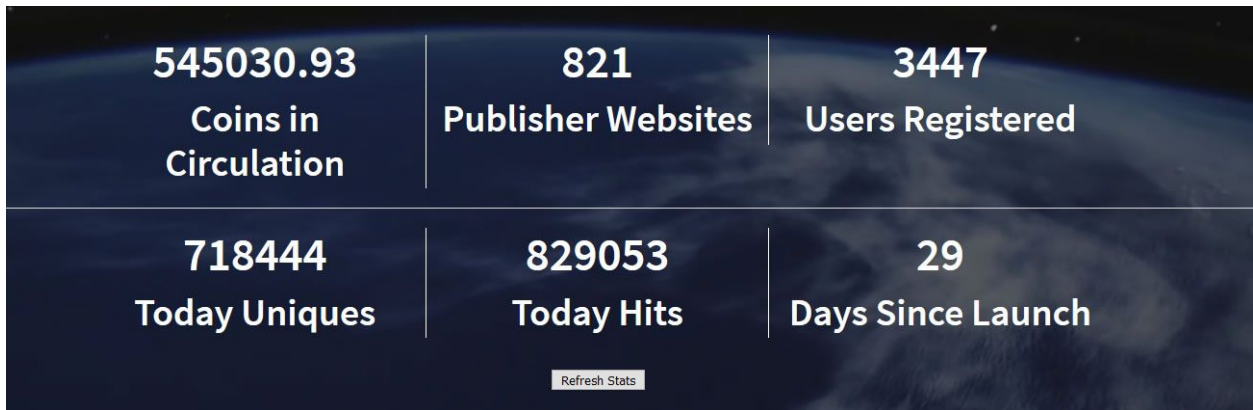 545030.93
Coins in
Circulation
821
Publisher Websites
3447
Users Registered
718444
Today Uniques
829053
Today Hits
29
Days Since Launch
Refresh Stats